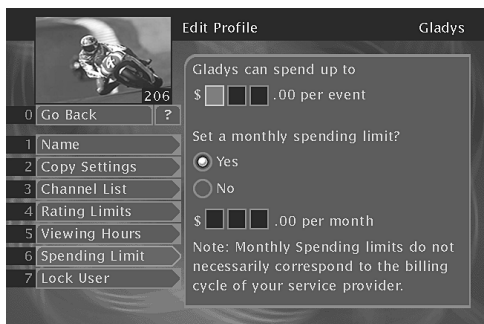 Edit Profile Gladys
206
0 Go Back ?
1 Name
2 Copy Settings
3 Channel List
4 Rating Limits
5 Viewing Hours
6 Spending Limit
7 Lock User
Gladys can spend up to
$ .00 per event
Set a monthly spending limit?
Yes
No
$ .00 per month
Note: Monthly Spending limits do not
necessarily correspond to the billing
cycle of your service provider.